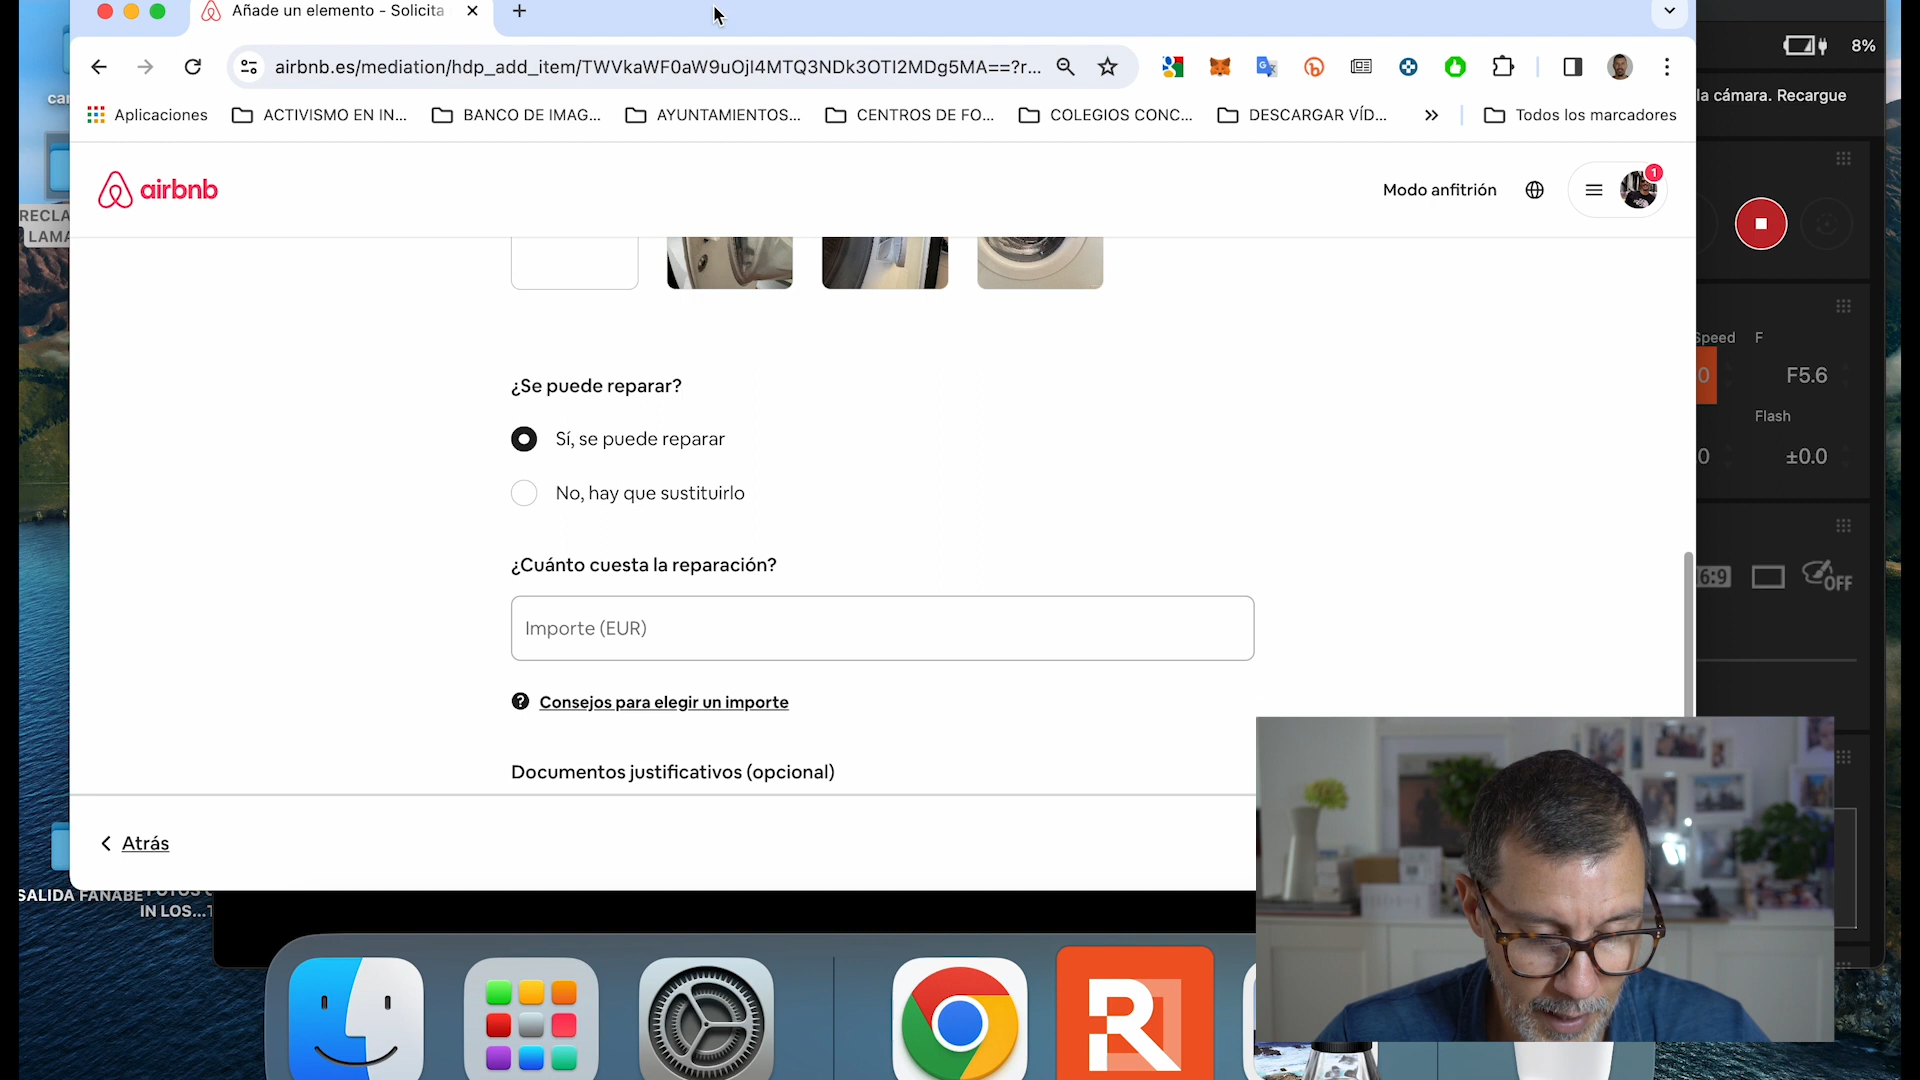 Añade un elemento - Solicita
8%
airbnb.es/mediation/hdp_add_item/TWVkaWF0aW9uOjI4MTQ3NDk3OTI2MDg5MA==?r...
la cámara. Recargue
Aplicaciones
ACTIVISMO EN IN...
BANCO DE IMAG...
AYUNTAMIENTOS...
CENTROS DE FO...
COLEGIOS CONC...
DESCARGAR VÍD...
Todos los marcadores
airbnb
Modo anfitrión
1
RECLA
LAMA
Speed F
0 F5.6
Flash
0 ±0.0
¿Se puede reparar?
Sí, se puede reparar
No, hay que sustituirlo
¿Cuánto cuesta la reparación?
Importe (EUR)
OFF
Consejos para elegir un importe
Documentos justificativos (opcional)
Atrás
SALIDA FANABE
IN LOS...
R